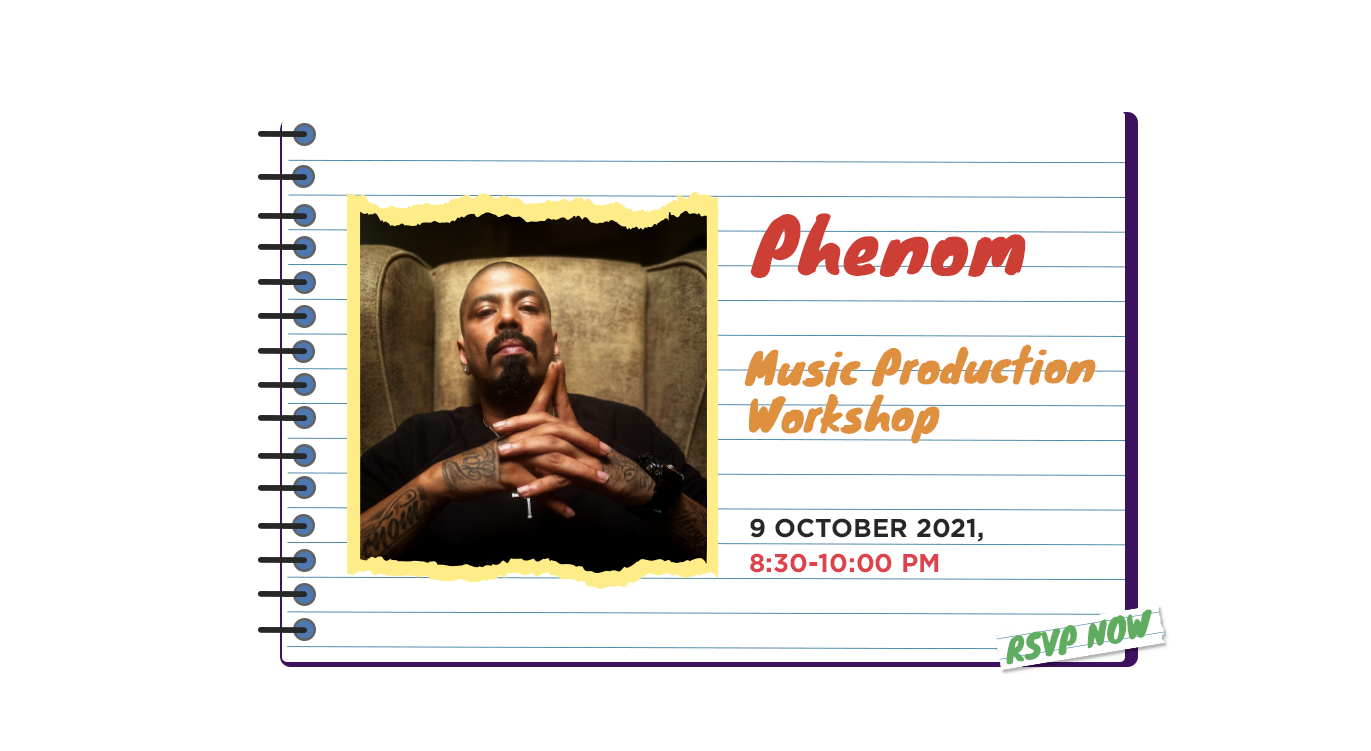 Phenom
Music Production
Workshop
9 OCTOBER 2021,
8:30-10:00 PM
RSVP NOW